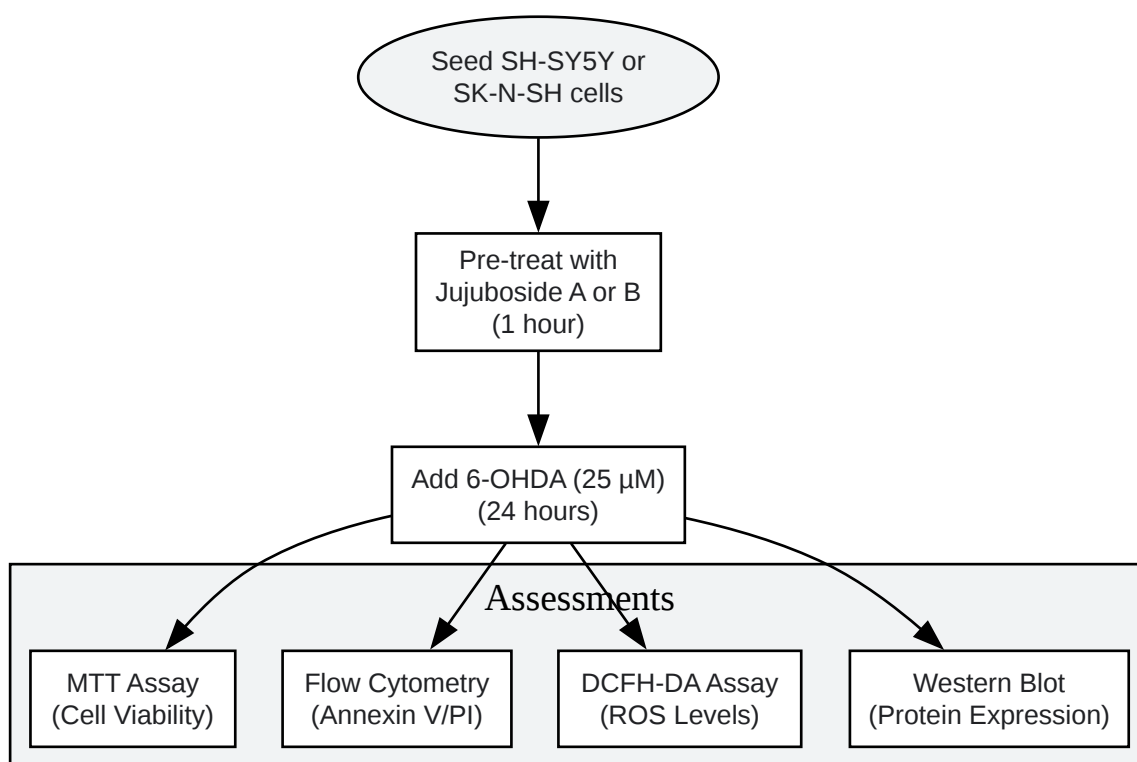 Seed SH-SY5Y or
SK-N-SH cells
Pre-treat with
Jujuboside A or B
(1 hour)
Add 6-OHDA (25 µM)
(24 hours)
Assessments
MTT Assay
(Cell Viability)
Flow Cytometry
(Annexin V/PI)
DCFH-DA Assay
(ROS Levels)
Western Blot
(Protein Expression)